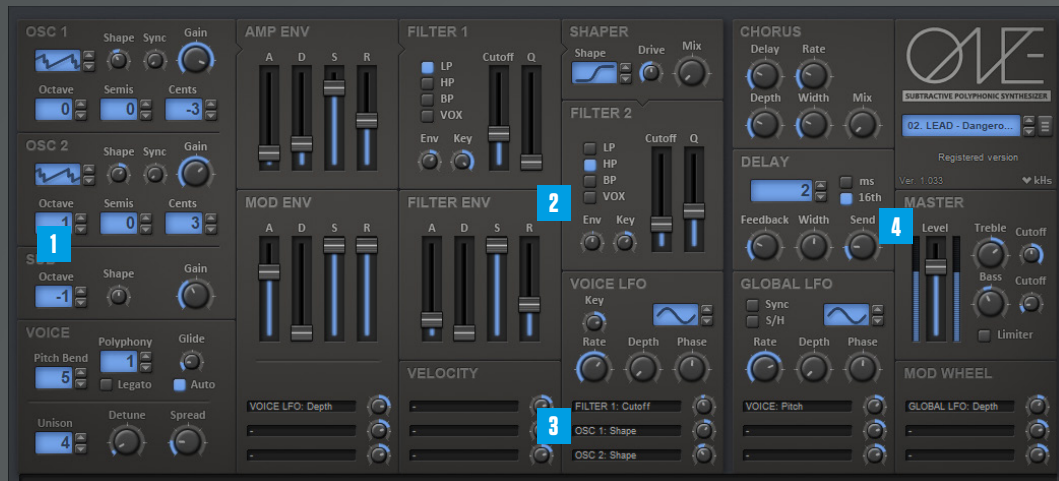 OSC 1
Shape Sync Gain
Octave Semis Cents
0 0 -3
OSC 2
Shape Sync Gain
Octave Semis Cents
1 0 3
1
Octave Shape Gain
-1
VOICE
Pitch Bend Polyphony Glide
5 1
Legato Auto
Unison Detune Spread
4
AMP ENV
A D S R
MOD ENV
A D S R
VOICE LFO: Depth
-
-
FILTER 1
LP
HP
BP
VOX
Cutoff Q
Env Key
FILTER ENV
A D S R
VELOCITY
-
-
-
SHAPER
Shape Drive Mix
FILTER 2
LP
HP
BP
VOX
Cutoff Q
Env Key
2
VOICE LFO
Key
Rate Depth Phase
FILTER 1: Cutoff
OSC 1: Shape
OSC 2: Shape
3
CHORUS
Delay Rate
Depth Width Mix
DELAY
2
ms
16th
Feedback Width Send
4
GLOBAL LFO
Sync
S/H
Rate Depth Phase
VOICE: Pitch
-
-
ONE
SUBTRACTIVE POLYPHONIC SYNTHESIZER
02. LEAD - Dangero...
Registered version
Ver. 1.033 kHs
MASTER
Level Treble Cutoff
Bass Cutoff
Limiter
MOD WHEEL
GLOBAL LFO: Depth
-
-